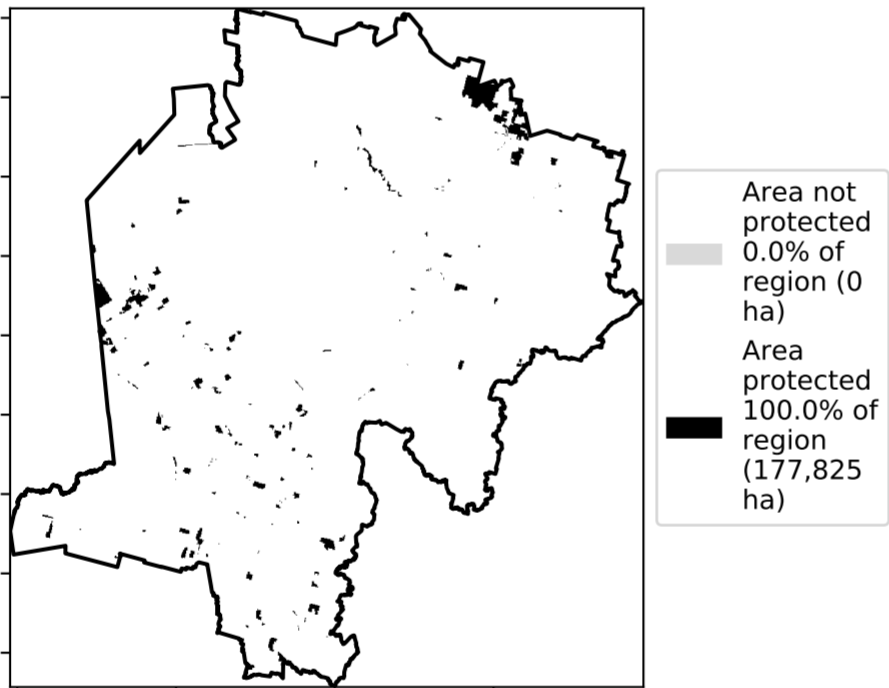 Area not
protected
0.0% of
region (0
ha)
Area
protected
100.0% of
region
(177,825
ha)